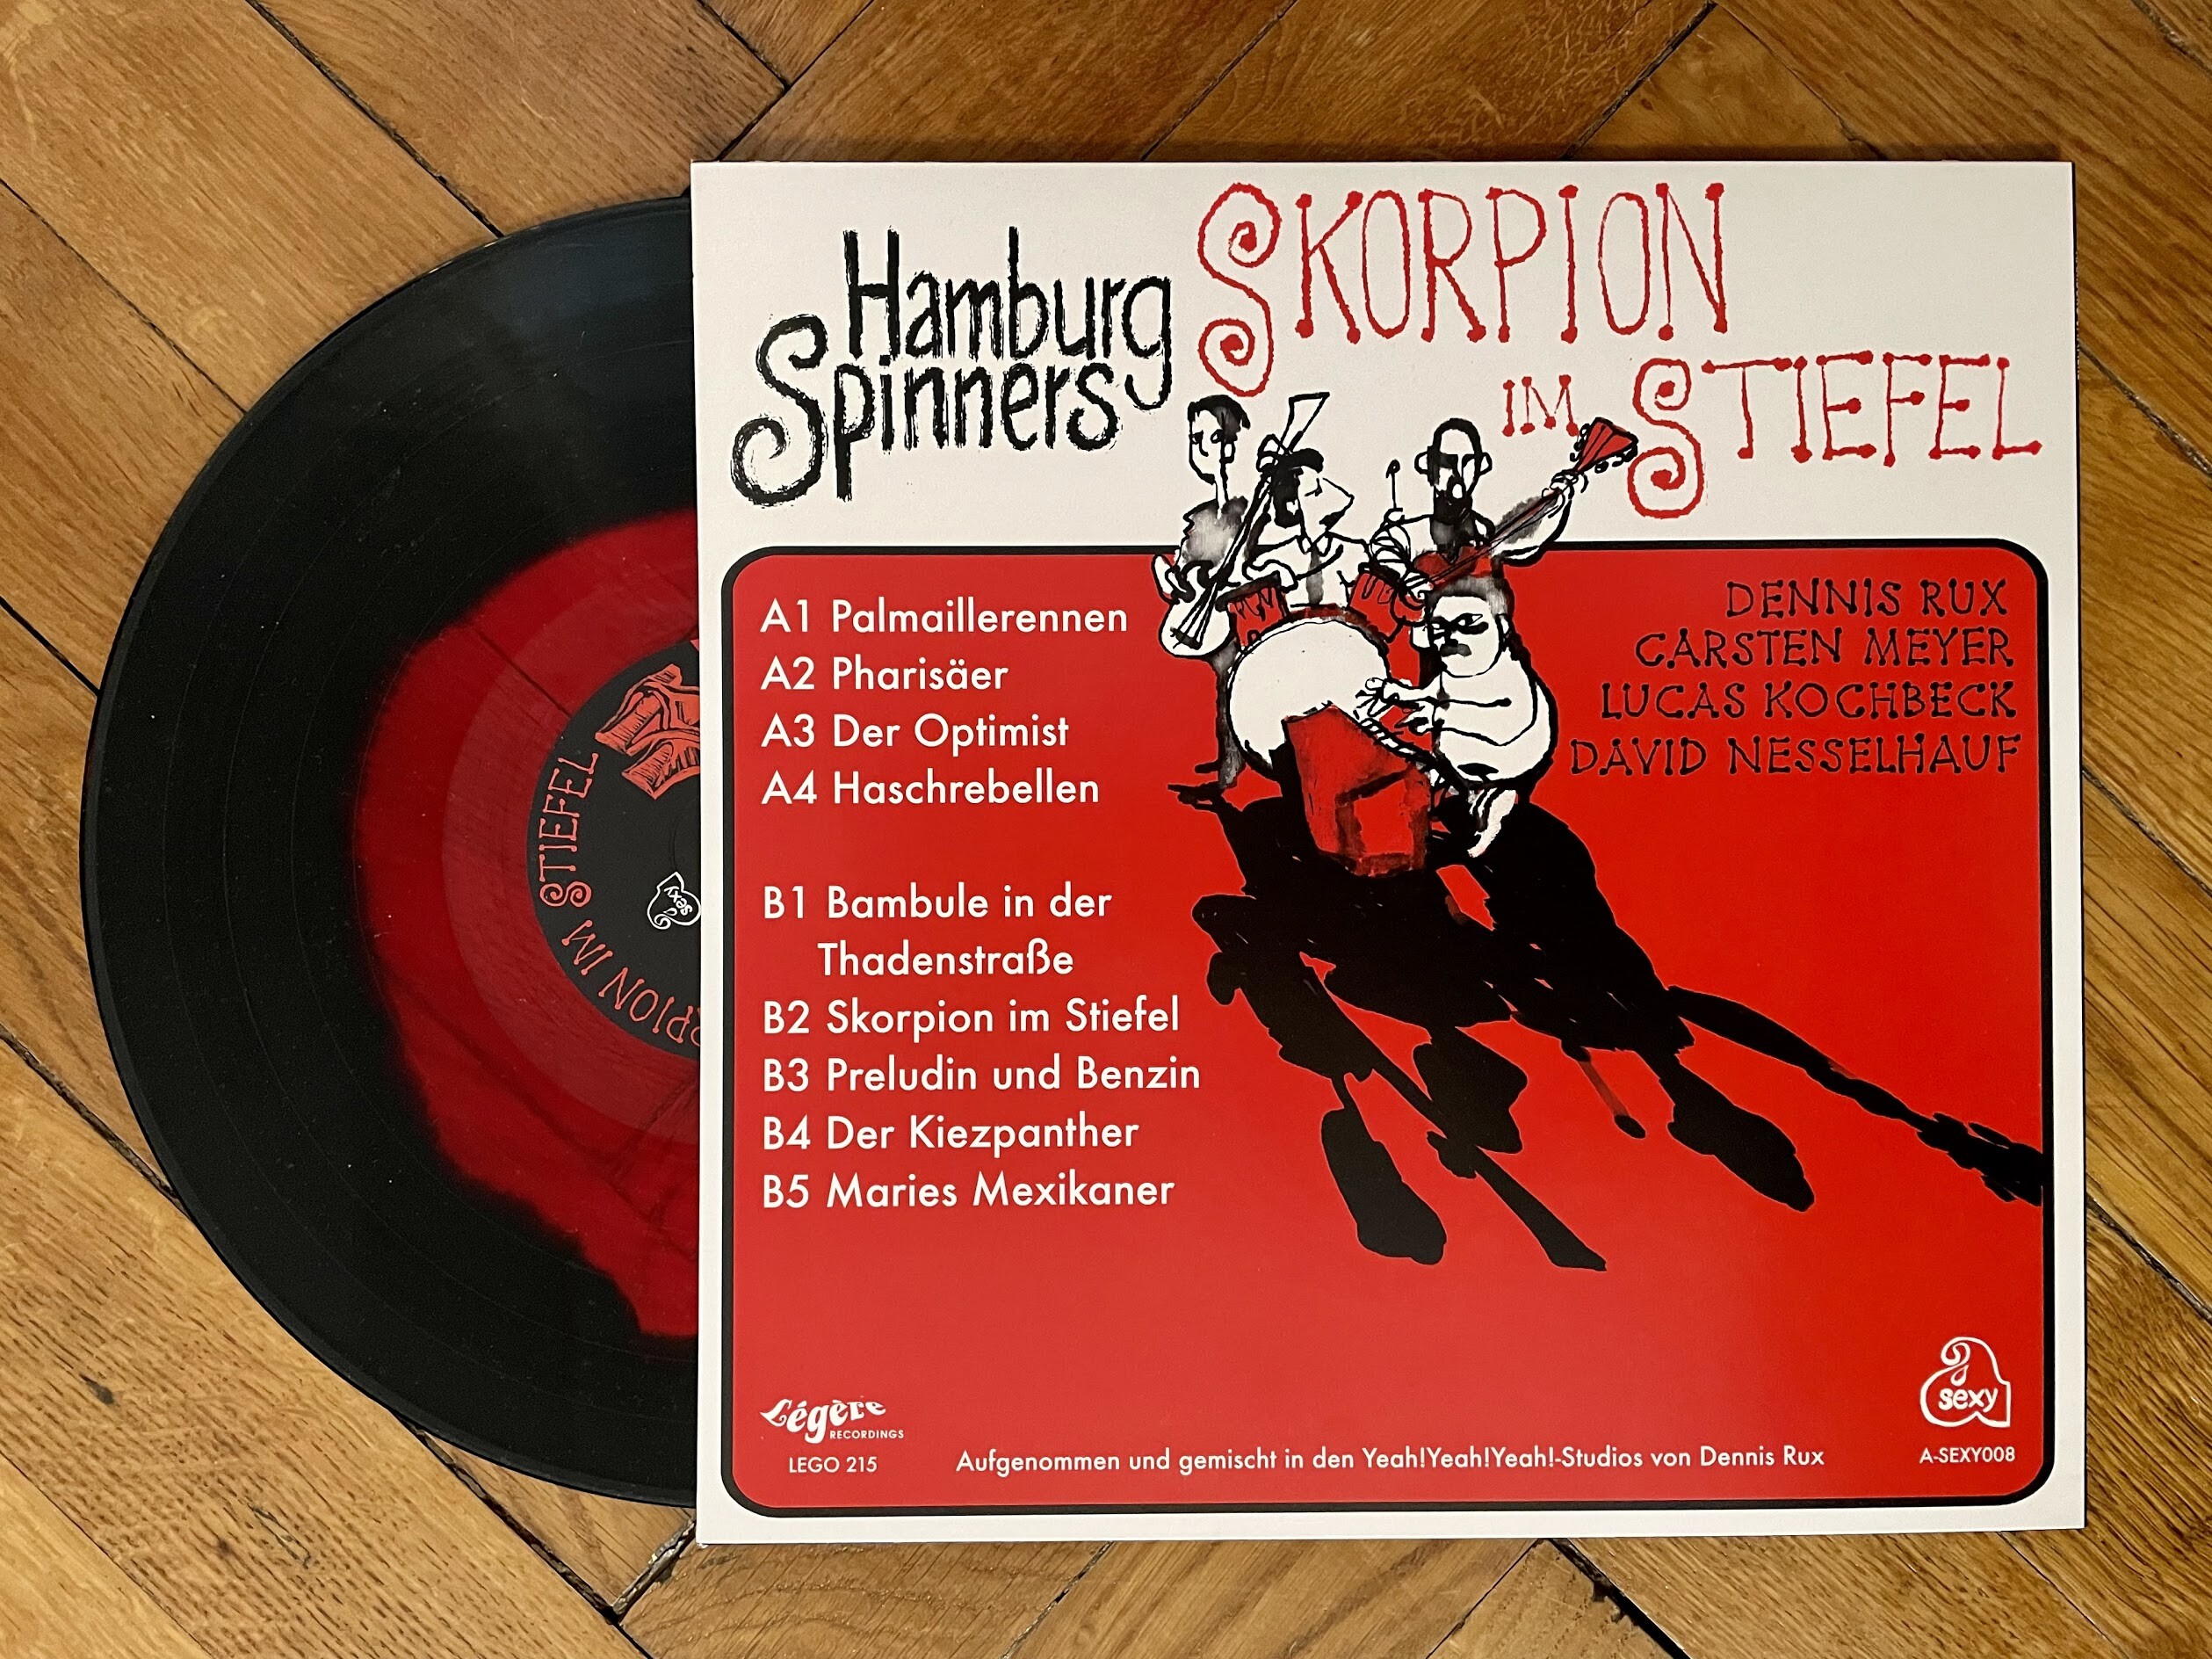 Hamburg
Spinners
SKORPION
IM STIEFEL
A1 Palmaillerennen
A2 Pharisäer
A3 Der Optimist
A4 Haschrebellen
B1 Bambule in der
Thadenstraße
B2 Skorpion im Stiefel
B3 Preludin und Benzin
B4 Der Kiezpanther
B5 Maries Mexikaner
DENNIS RUX
CARSTEN MEYER
LUCAS KOCHBECK
DAVID NESSELHAUF
Légère
RECORDINGS
LEGO 215
Aufgenommen und gemischt in den Yeah!Yeah!Yeah!-Studios von Dennis Rux
a sexy
A-SEXY008
RPION IM STIEFEL
sexy